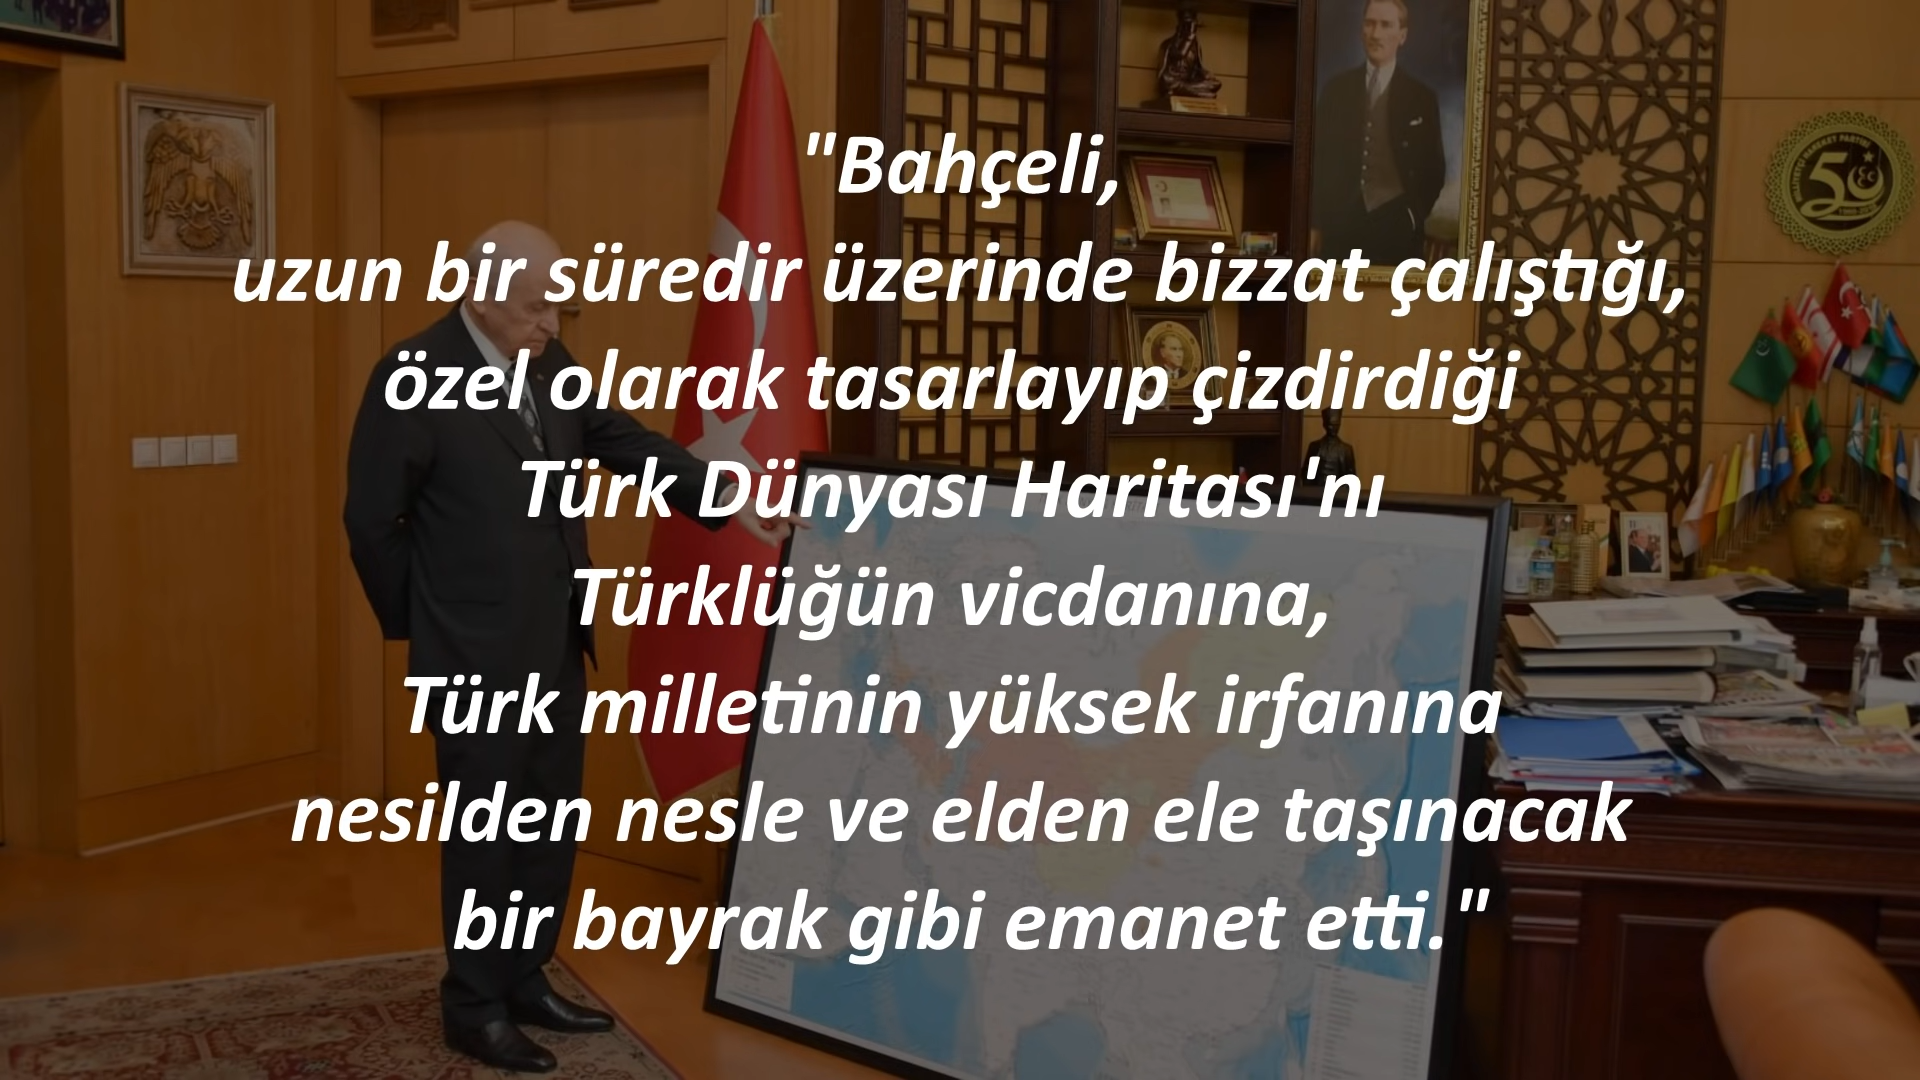 "Bahçeli,
uzun bir süredir üzerinde bizzat çalıştığı,
özel olarak tasarlayıp çizdirdiği
Türk Dünyası Haritası'nı
Türklüğün vicdanına,
Türk milletinin yüksek irfanına
nesilden nesle ve elden ele taşınacak
bir bayrak gibi emanet etti."
50